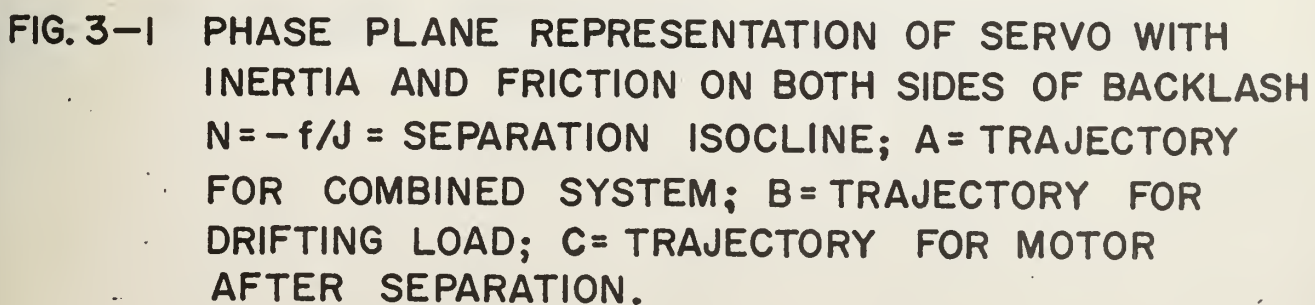 FIG. 3-1 PHASE PLANE REPRESENTATION OF SERVO WITH
INERTIA AND FRICTION ON BOTH SIDES OF BACKLASH
N = - f/J = SEPARATION ISOCLINE; A = TRAJECTORY
FOR COMBINED SYSTEM; B = TRAJECTORY FOR
DRIFTING LOAD; C = TRAJECTORY FOR MOTOR
AFTER SEPARATION.